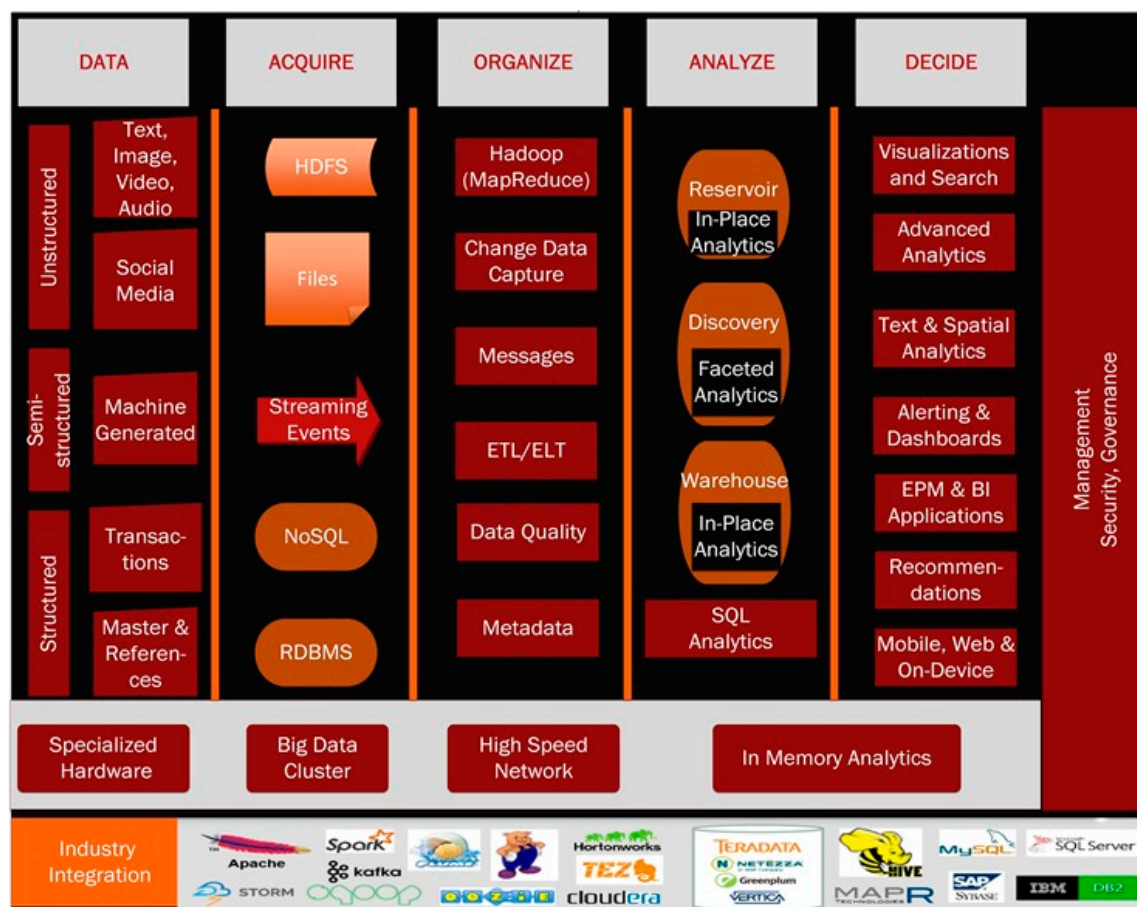 DATA
ACQUIRE
ORGANIZE
ANALYZE
DECIDE
Unstructured
Text,
Image,
Video,
Audio
Social
Media
Semi-
structured
Machine
Generated
Structured
Transac-
tions
Master &
Referen-
ces
HDFS
Files
Streaming
Events
NoSQL
RDBMS
Hadoop
(MapReduce)
Change Data
Capture
Messages
ETL/ELT
Data Quality
Metadata
Reservoir
In-Place
Analytics
Discovery
Faceted
Analytics
Warehouse
In-Place
Analytics
SQL
Analytics
Visualizations
and Search
Advanced
Analytics
Text & Spatial
Analytics
Alerting &
Dashboards
EPM & BI
Applications
Recommen-
dations
Mobile, Web &
On-Device
Management
Security, Governance
Specialized
Hardware
Big Data
Cluster
High Speed
Network
In Memory Analytics
Industry
Integration
TM
Apache
STORM
Spark
kafka
sqoop
OOZIE
Hortonworks
TEZ
cloudera
TERADATA
NETEZZA
Greenplum
VERTICA
HIVE
MAPR
TECHNOLOGIES
MySQL
SAP
SYBASE
SQL Server
IBM
DB2